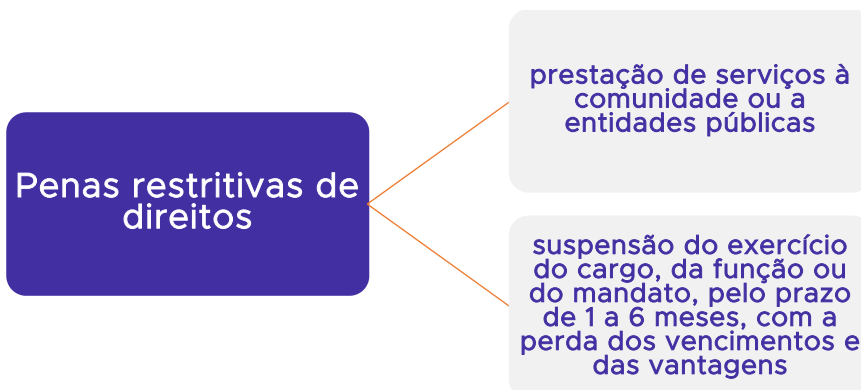 Penas restritivas de
direitos
prestação de serviços à
comunidade ou a
entidades públicas
suspensão do exercício
do cargo, da função ou
do mandato, pelo prazo
de 1 a 6 meses, com a
perda dos vencimentos e
das vantagens